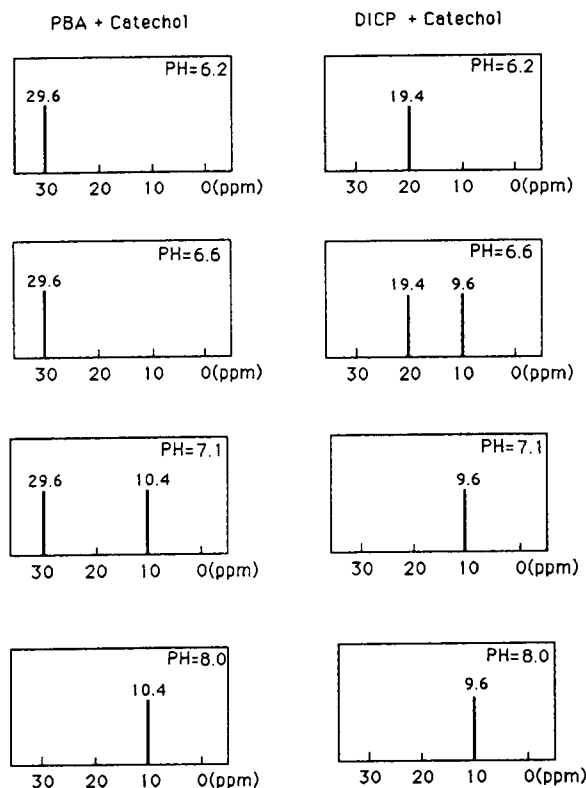 PBA + Catechol DICP + Catechol
PH=6.2 PH=6.2
29.6 19.4
30 20 10 0(ppm) 30 20 10 0(ppm)
PH=6.6 PH=6.6
29.6 19.4 9.6
30 20 10 0(ppm) 30 20 10 0(ppm)
PH=7.1 PH=7.1
29.6 10.4 9.6
30 20 10 0(ppm) 30 20 10 0(ppm)
PH=8.0 PH=8.0
10.4 9.6
30 20 10 0(ppm) 30 20 10 0(ppm)